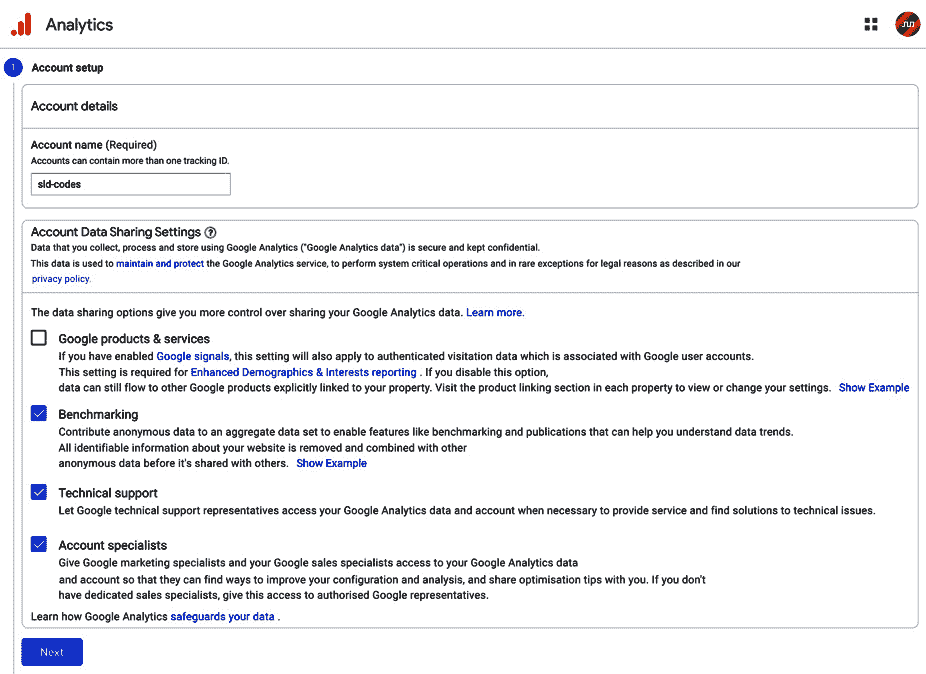 Analytics
1
Account setup
Account details
Account name (Required)
Accounts can contain more than one tracking ID.
sld-codes
Account Data Sharing Settings ?
Data that you collect, process and store using Google Analytics ("Google Analytics data") is secure and kept confidential.
This data is used to maintain and protect the Google Analytics service, to perform system critical operations and in rare exceptions for legal reasons as described in our
privacy policy.
The data sharing options give you more control over sharing your Google Analytics data. Learn more.
Google products & services
If you have enabled Google signals, this setting will also apply to authenticated visitation data which is associated with Google user accounts.
This setting is required for Enhanced Demographics & Interests reporting . If you disable this option,
data can still flow to other Google products explicitly linked to your property. Visit the product linking section in each property to view or change your settings. Show Example
Benchmarking
Contribute anonymous data to an aggregate data set to enable features like benchmarking and publications that can help you understand data trends.
All identifiable information about your website is removed and combined with other
anonymous data before it's shared with others. Show Example
Technical support
Let Google technical support representatives access your Google Analytics data and account when necessary to provide service and find solutions to technical issues.
Account specialists
Give Google marketing specialists and your Google sales specialists access to your Google Analytics data
and account so that they can find ways to improve your configuration and analysis, and share optimisation tips with you. If you don't
have dedicated sales specialists, give this access to authorised Google representatives.
Learn how Google Analytics safeguards your data .
Next